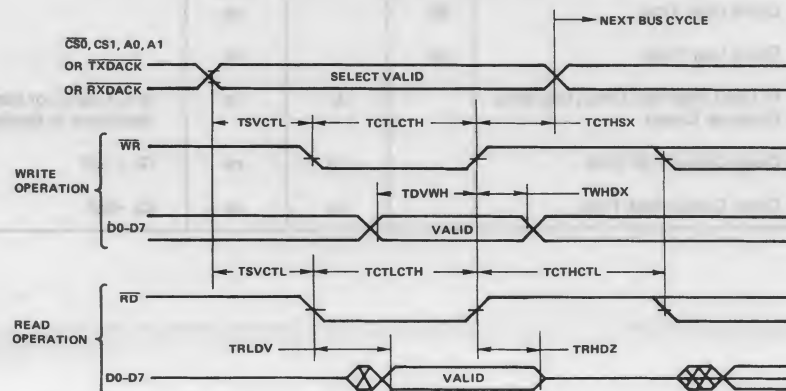 NEXT BUS CYCLE
CS0, CS1, A0, A1
OR TXDACK
OR RXDACK
SELECT VALID
TSVCTL TCTLCTH TCTHSX
WR
WRITE
OPERATION
TDVWH TWHDX
D0-D7 VALID
TSVCTL TCTLCTH TCTHCTL
RD
READ
OPERATION
TRLDV TRHDZ
D0-D7 VALID